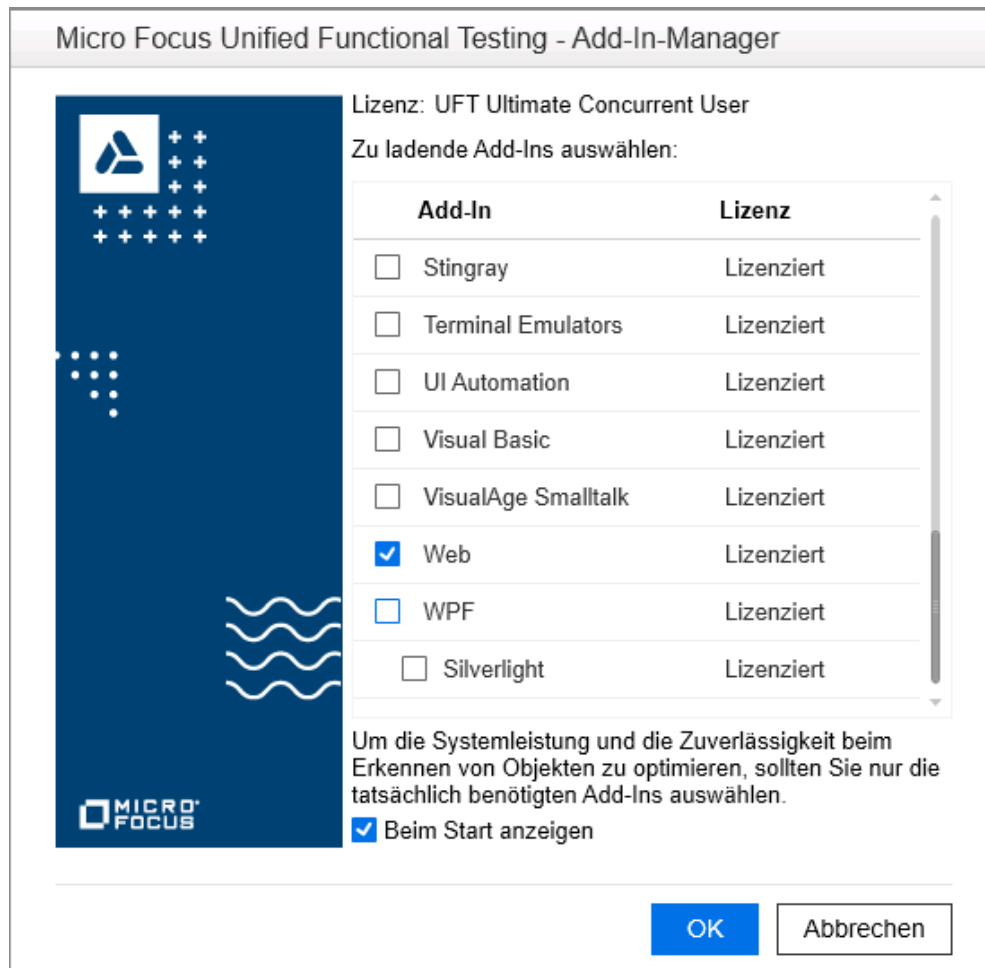 Micro Focus Unified Functional Testing - Add-In-Manager
Lizenz: UFT Ultimate Concurrent User
Zu ladende Add-Ins auswählen:
Add-In Lizenz
Stingray Lizenziert
Terminal Emulators Lizenziert
UI Automation Lizenziert
Visual Basic Lizenziert
VisualAge Smalltalk Lizenziert
Web Lizenziert
WPF Lizenziert
Silverlight Lizenziert
Um die Systemleistung und die Zuverlässigkeit beim
Erkennen von Objekten zu optimieren, sollten Sie nur die
tatsächlich benötigten Add-Ins auswählen.
MICRO
FOCUS
Beim Start anzeigen
OK Abbrechen